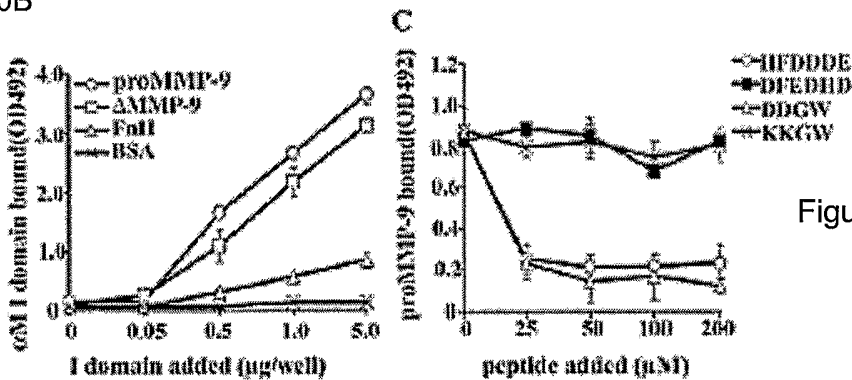 0B
C
αM I domain bound(OD492)
4.0
3.0
2.0
1.0
0
proMMP-9
ΔMMP-9
FnII
BSA
0 0.05 0.5 1.0 5.0
I domain added (µg/well)
proMMP-9 bound(OD492)
1.2
1.0
0.8
0.6
0.4
0.2
0
HFDDDE
DFEDHD
DDGW
KKGW
0 25 50 100 200
peptide added (µM)
Figu